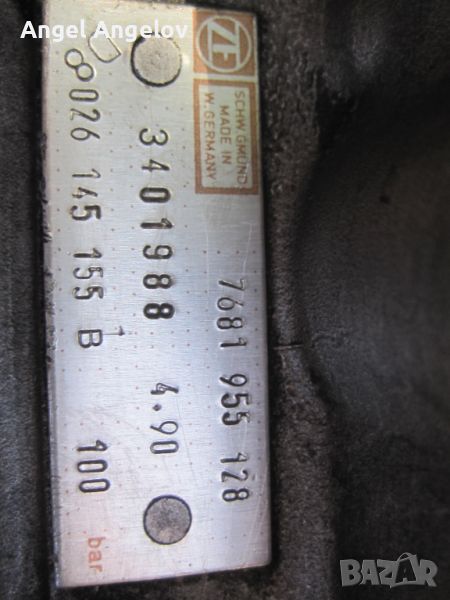 Angel Angelov
ZF
SCHW. GMÜND
MADE IN
W. GERMANY
7681 955 128
3401988 4.90
026 145 155 B 100 bar
BAZAR